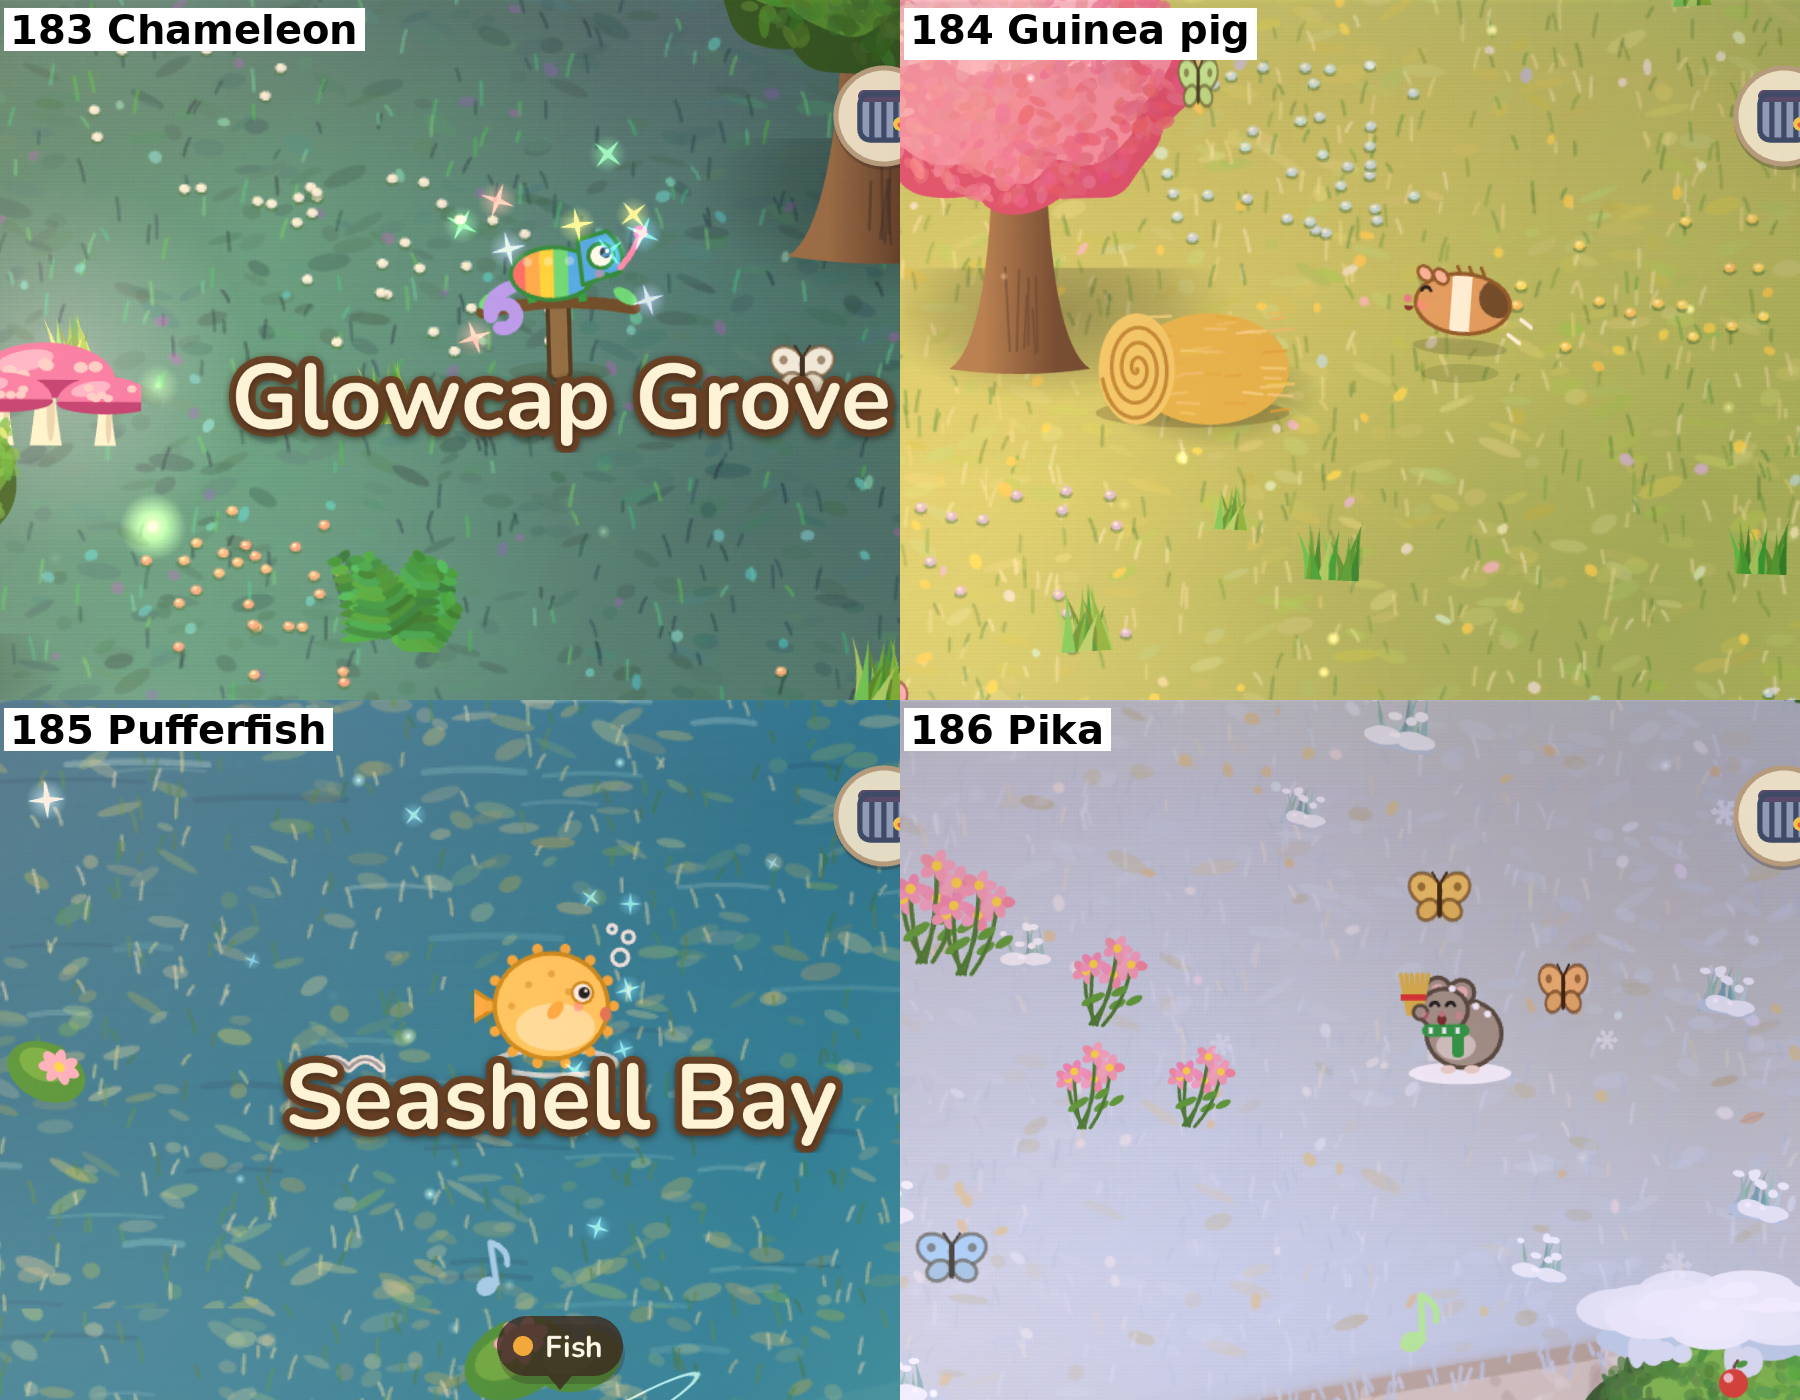 183 Chameleon
184 Guinea pig
Glowcap Grove
185 Pufferfish
186 Pika
Seashell Bay
Fish